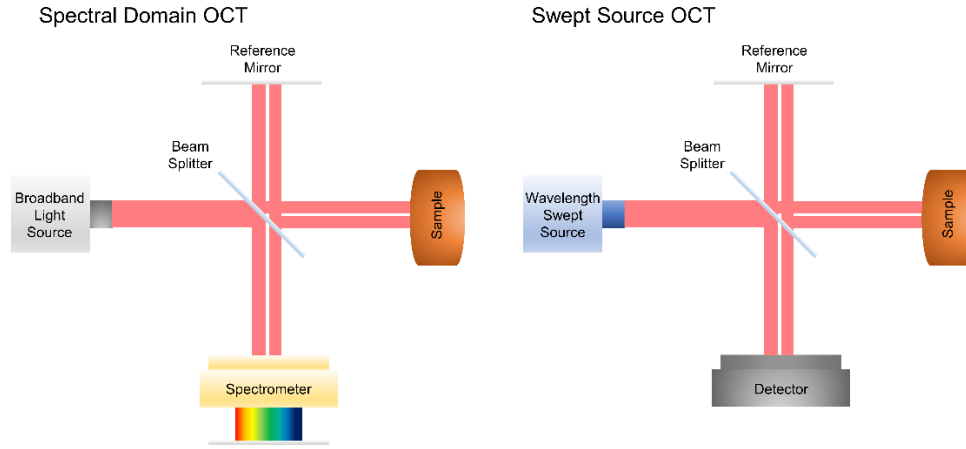 Spectral Domain OCT
Reference
Mirror
Beam
Splitter
Broadband
Light
Source
Sample
Spectrometer
Swept Source OCT
Reference
Mirror
Beam
Splitter
Wavelength
Swept
Source
Sample
Detector